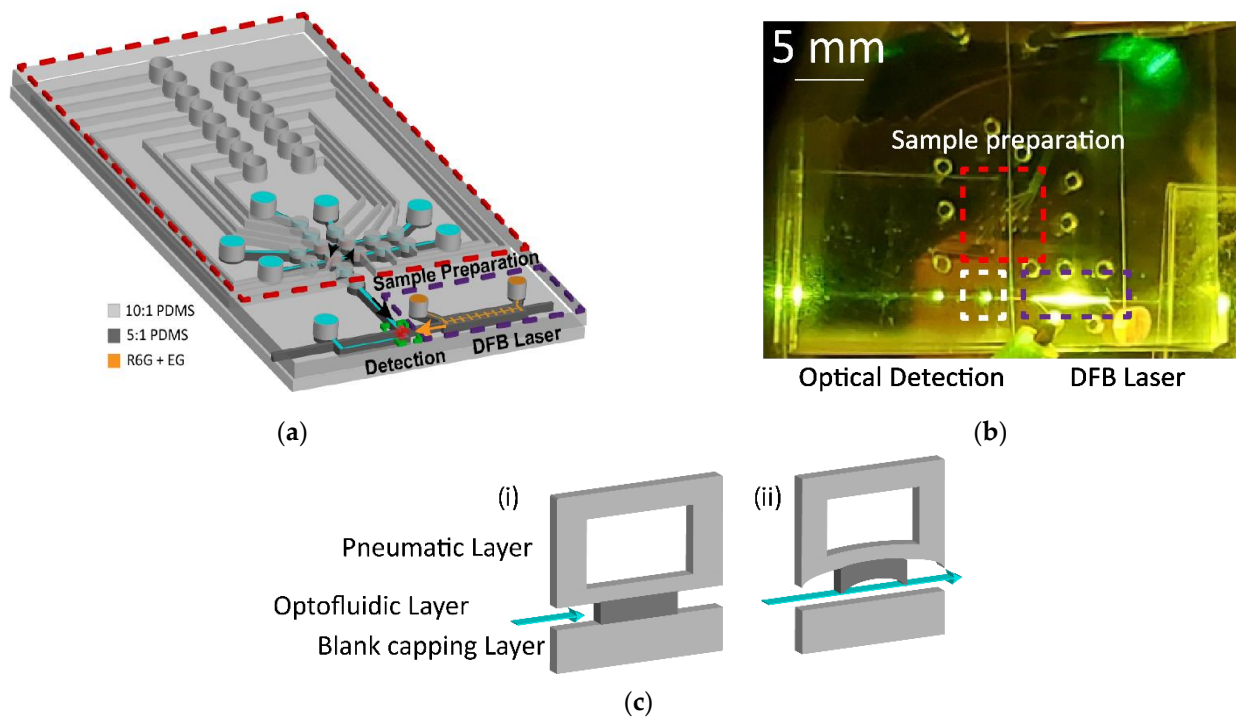 Sample Preparation
10:1 PDMS
5:1 PDMS
R6G + EG
Detection
DFB Laser
(a)
5 mm
Sample preparation
Optical Detection
DFB Laser
(b)
(i)
(ii)
Pneumatic Layer
Optofluidic Layer
Blank capping Layer
(c)